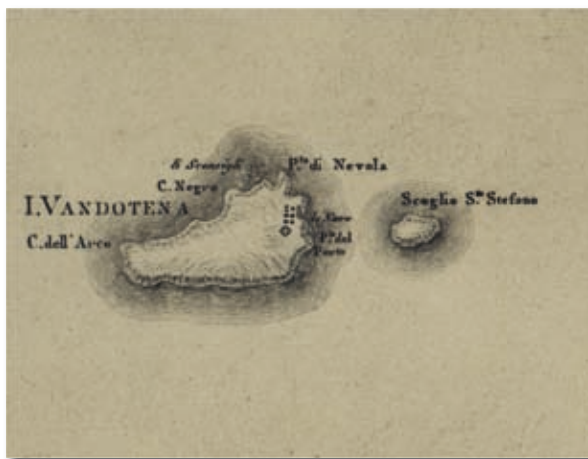 P.ta di Nevola
C. Negro
Scoglio S.to Stefano
I. VANDOTENA
C. dell' Arco
P.ta del
Porto